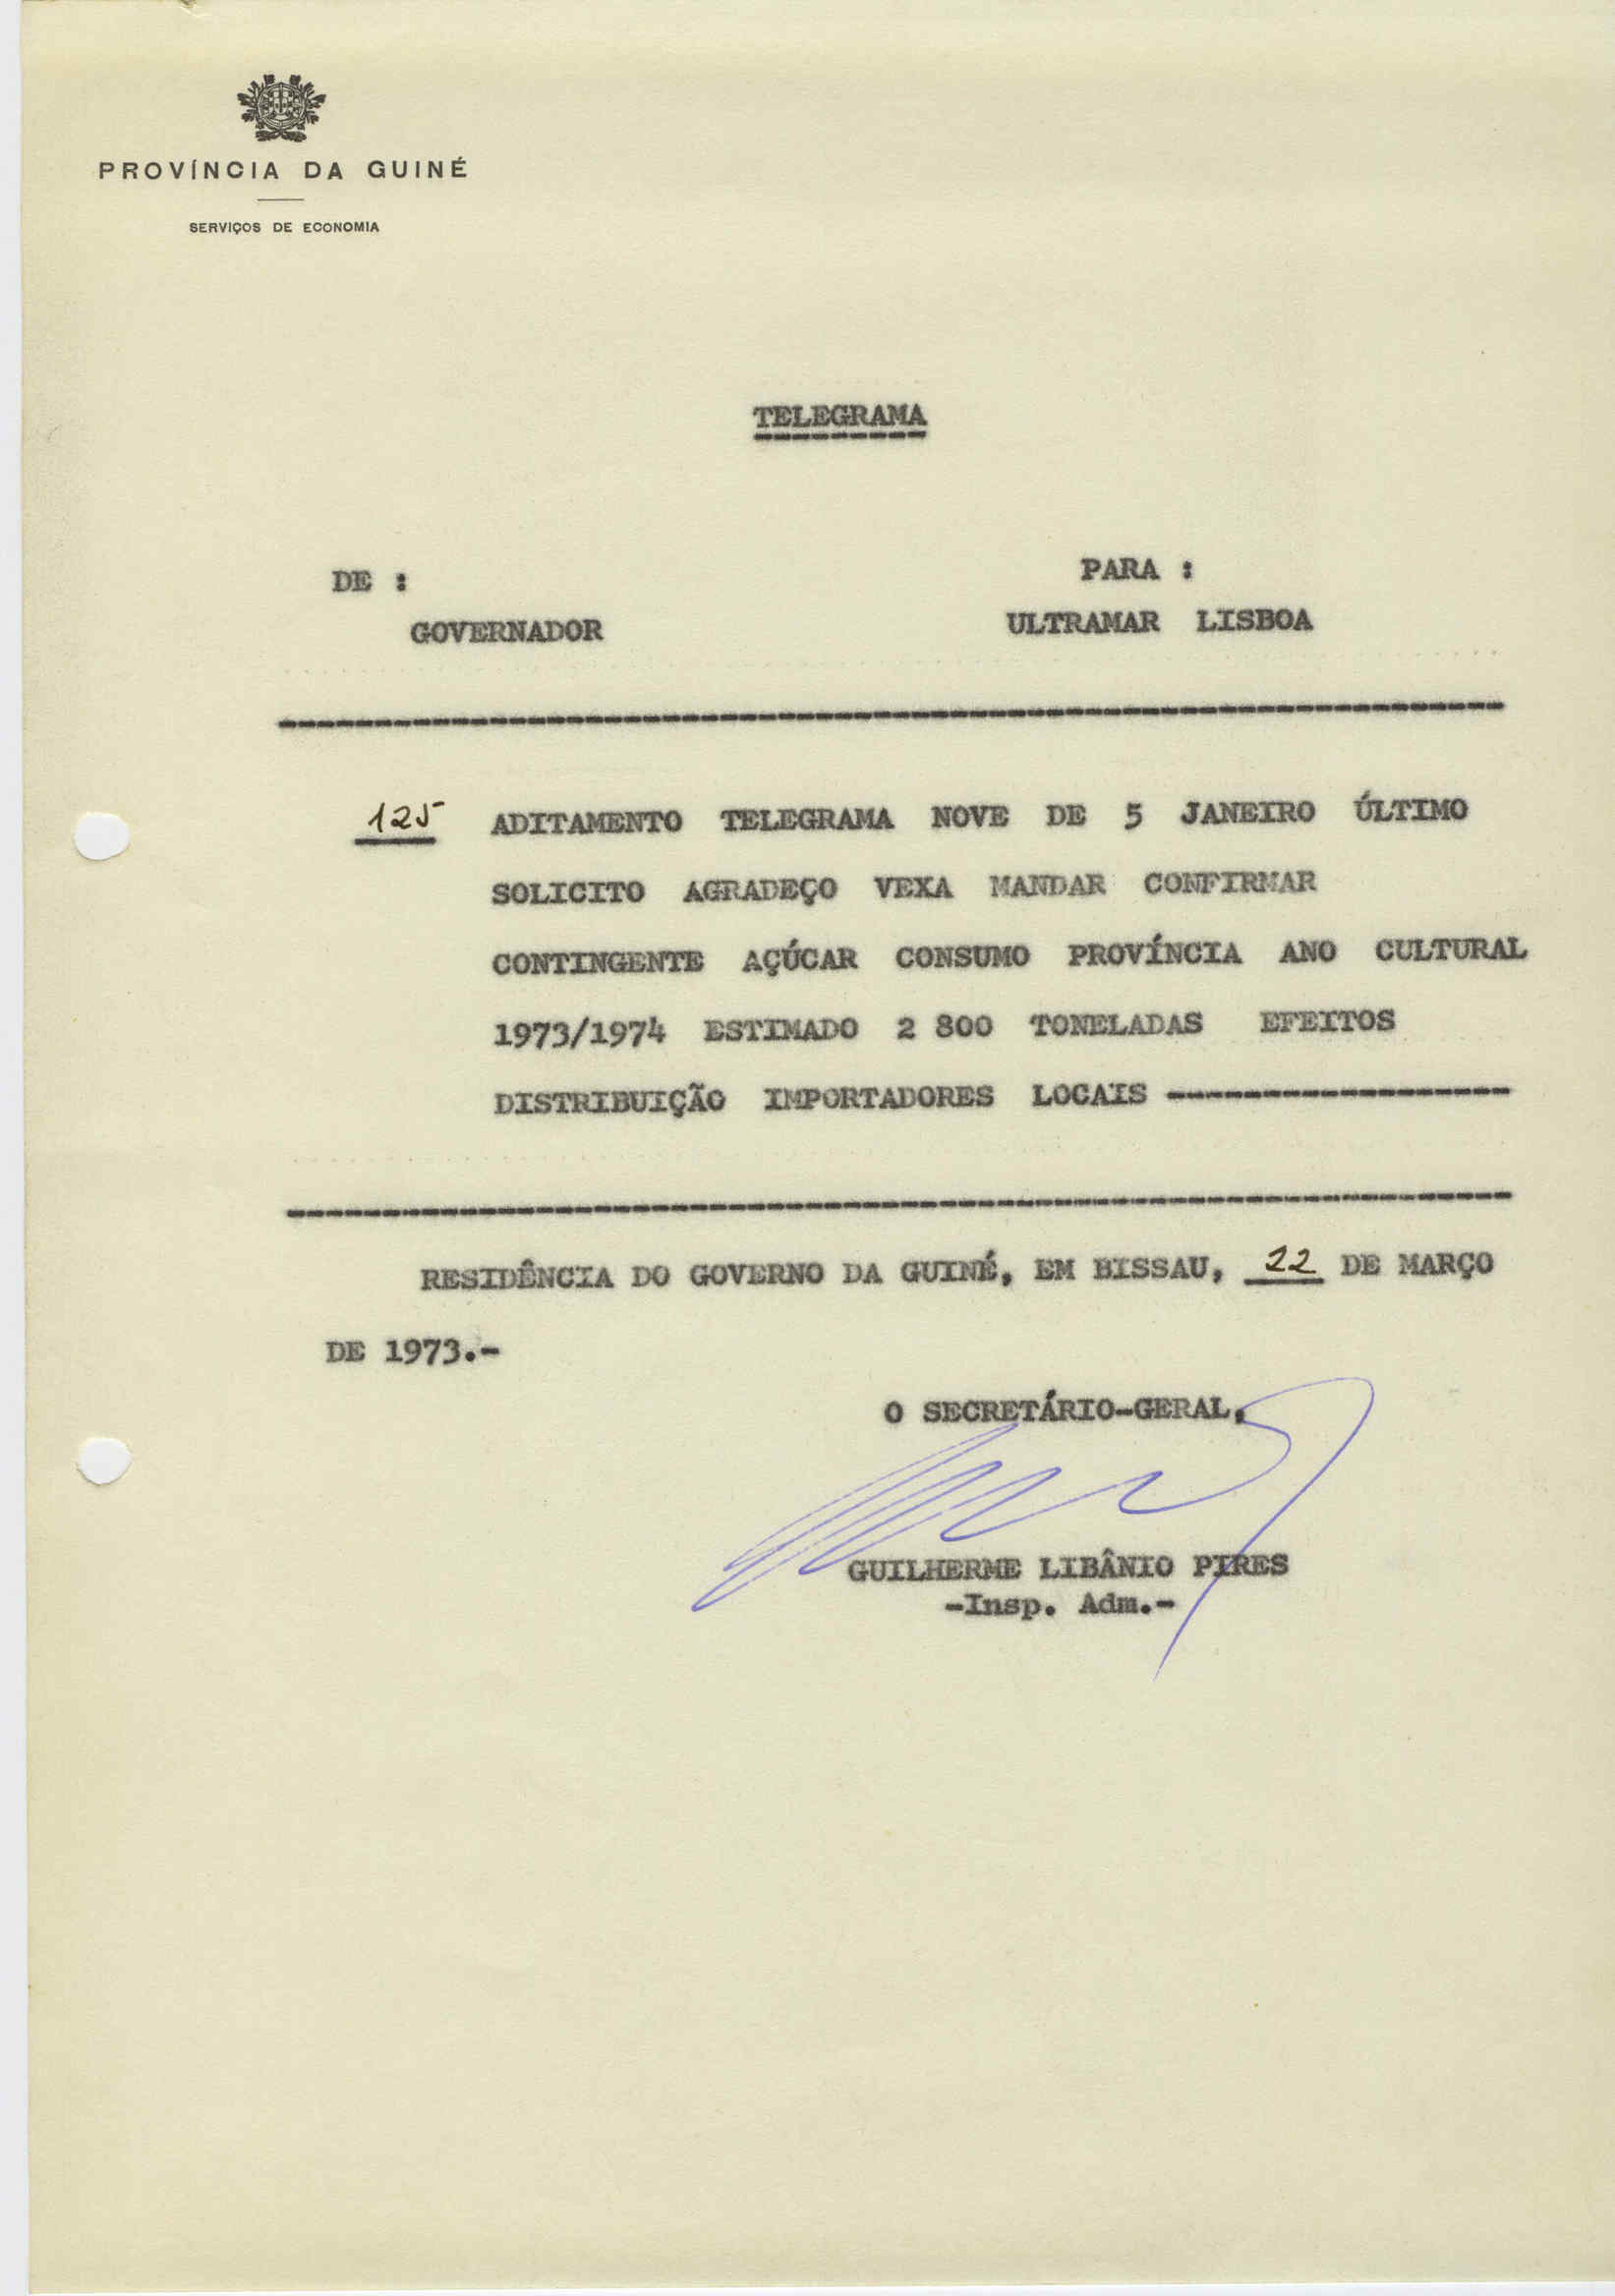 PROVÍNCIA DA GUINÉ
SERVIÇOS DE ECONOMIA
TELEGRAMA
DE :
PARA :
GOVERNADOR
ULTRAMAR LISBOA
125 ADITAMENTO TELEGRAMA NOVE DE 5 JANEIRO ÚLTIMO
SOLICITO AGRADEÇO VEXA MANDAR CONFIRMAR
CONTINGENTE AÇÚCAR CONSUMO PROVÍNCIA ANO CULTURAL
1973/1974 ESTIMADO 2 800 TONELADAS EFEITOS
DISTRIBUIÇÃO IMPORTADORES LOCAIS ------------------
RESIDÊNCIA DO GOVERNO DA GUINÉ, EM BISSAU, 22 DE MARÇO
DE 1973.-
O SECRETÁRIO-GERAL,
GUILHERME LIBÂNIO PIRES
-Insp. Adm.-